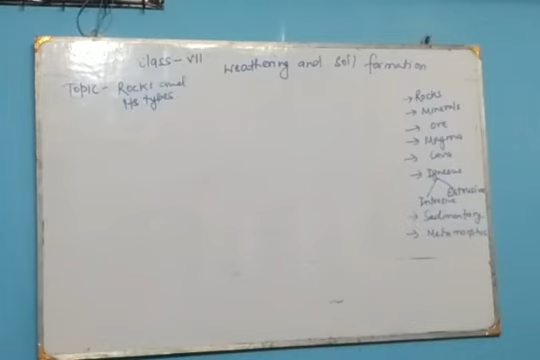 Class-VII
Weathering and Soil formation
Topic- Rocks and
its types
→ Rocks
→ Minerals
→ Ore
→ Magma
→ Lava
→ Igneous
Extrusive
Intrusive
→ Sedimentary
→ Metamorphic